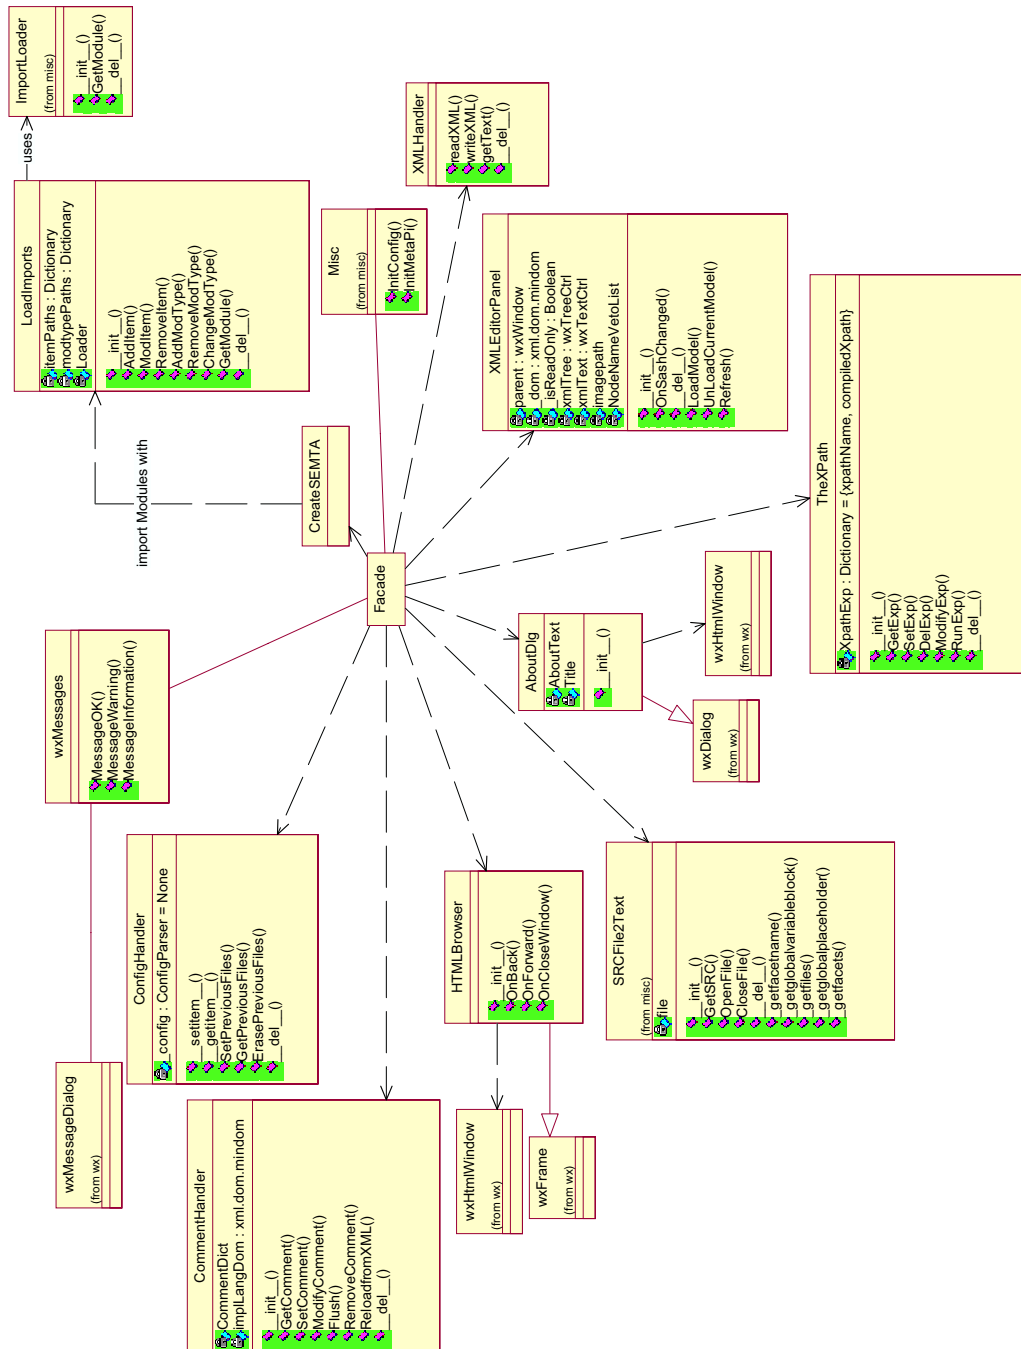 ImportLoader
(from misc)
__init__()
GetModule()
__del__()
uses
LoadImports
itemPaths : Dictionary
modtypePaths : Dictionary
Loader
__init__()
AddItem()
ModItem()
RemoveItem()
AddModType()
RemoveModType()
ChangeModType()
GetModule()
__del__()
import Modules with
CreateSEMTA
Misc
(from misc)
InitConfig()
InitMetaPi()
XMLHandler
readXML()
writeXML()
getText()
__del__()
XMLEditorPanel
parent : wxWindow
_dom : xml.dom.mindom
_isReadOnly : Boolean
xmlTree : wxTreeCtrl
xmlText : wxTextCtrl
imagepath
NodeNameVetoList
__init__()
OnSashChanged()
__del__()
LoadModel()
UnLoadCurrentModel()
Refresh()
TheXPath
XpathExp : Dictionary = {xpathName, compiledXpath}
__init__()
GetExp()
SetExp()
DelExp()
ModifyExp()
RunExp()
__del__()
Facade
wxMessages
MessageOK()
MessageWarning()
MessageInformation()
wxMessageDialog
(from wx)
ConfigHandler
_config : ConfigParser = None
__setitem__()
__getitem__()
SetPreviousFiles()
GetPreviousFiles()
ErasePreviousFiles()
__del__()
CommentHandler
CommentDict
implLangDom : xml.dom.mindom
__init__()
GetComment()
SetComment()
ModifyComment()
Flush()
RemoveComment()
ReloadfromXML()
__del__()
HTMLBrowser
__init__()
OnBack()
OnForward()
OnCloseWindow()
wxHtmlWindow
(from wx)
wxFrame
(from wx)
AboutDlg
AboutText
Title
__init__()
wxHtmlWindow
(from wx)
wxDialog
(from wx)
SRCFile2Text
(from misc)
file
__init__()
GetSRC()
OpenFile()
CloseFile()
__del__()
_getfacetname()
_getglobalvariableblock()
_getfiles()
_getglobalplaceholder()
_getfacets()